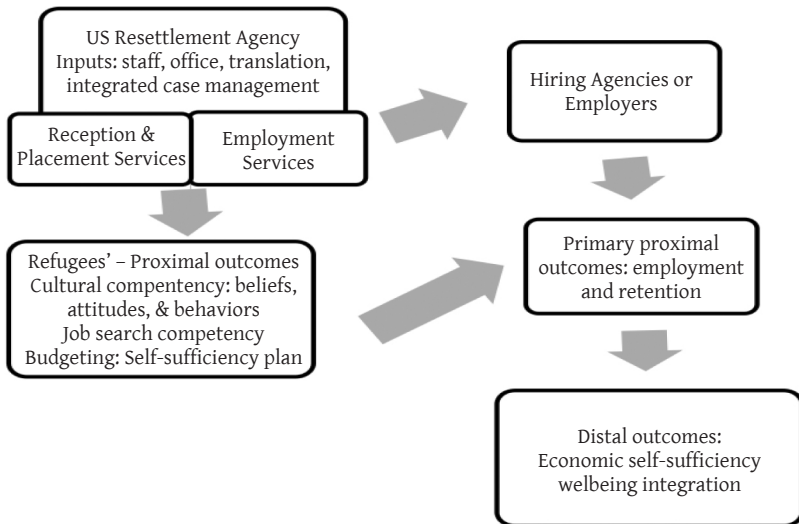 US Resettlement Agency
Inputs: staff, office, translation,
integrated case management
Reception &
Placement Services
Employment
Services
Hiring Agencies or
Employers
Refugees’ – Proximal outcomes
Cultural compentency: beliefs,
attitudes, & behaviors
Job search competency
Budgeting: Self-sufficiency plan
Primary proximal
outcomes: employment
and retention
Distal outcomes:
Economic self-sufficiency
welbeing integration